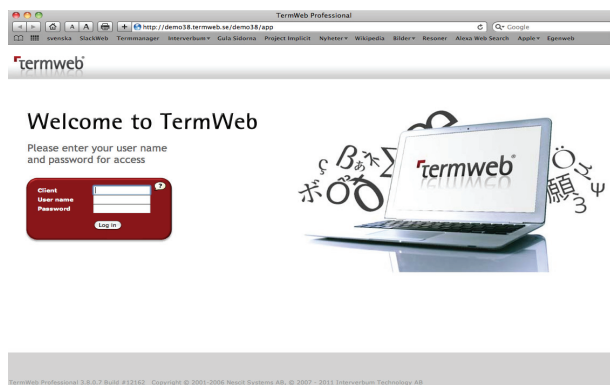 TermWeb Professional
A A + http://demo38.termweb.se/demo38/app Google
svenska SlackWeb Termmanager Interverbum Gula Sidorna Project Implicit Nyheter Wikipedia Bilder Resoner Alexa Web Search Apple Egenweb
termweb
Welcome to TermWeb
Please enter your user name
and password for access
Client ?
User name
Password
Log in
termweb
TermWeb Professional 3.8.0.7 Build #12162 Copyright © 2001-2006 Nexcit Systems AB, © 2007 - 2011 Interverbum Technology AB